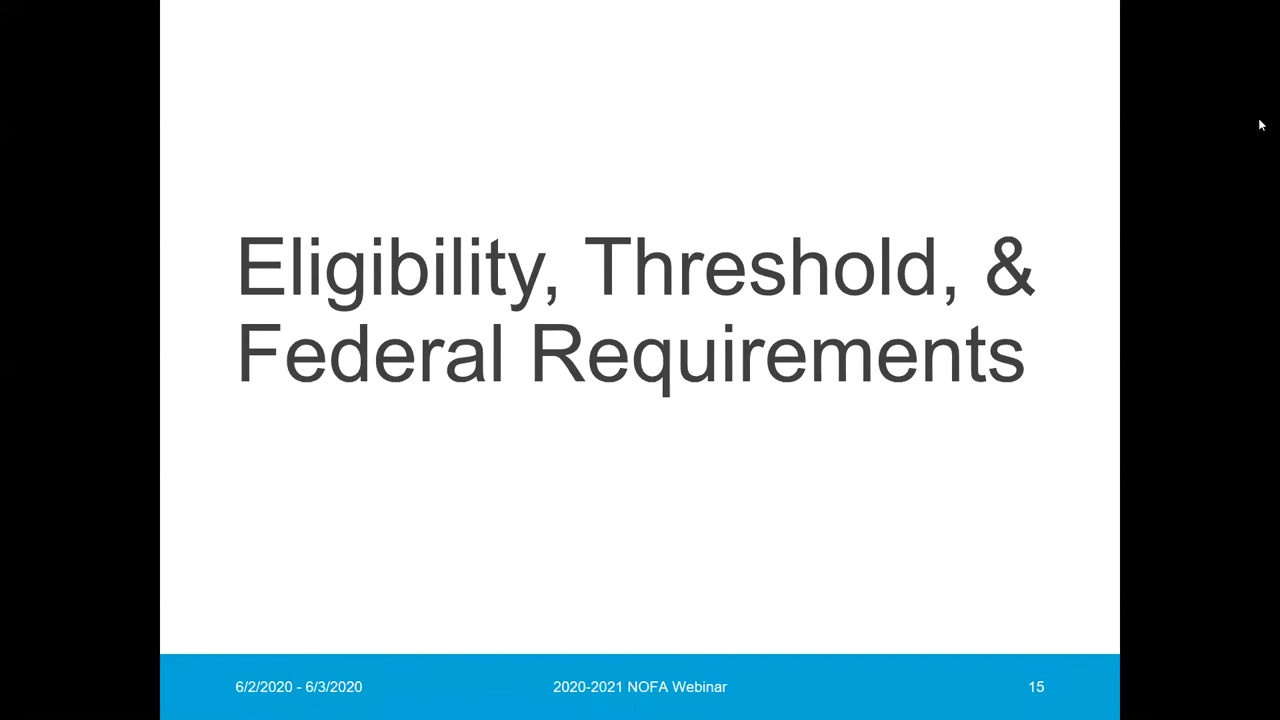 Eligibility, Threshold, &
Federal Requirements
6/2/2020 - 6/3/2020
2020-2021 NOFA Webinar
15